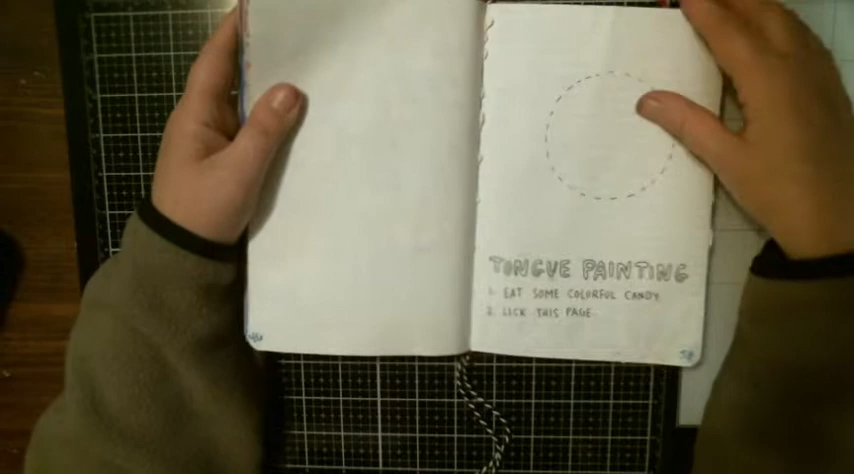 TONGUE PAINTING
1. EAT SOME COLORFUL CANDY
2. LICK THIS PAGE